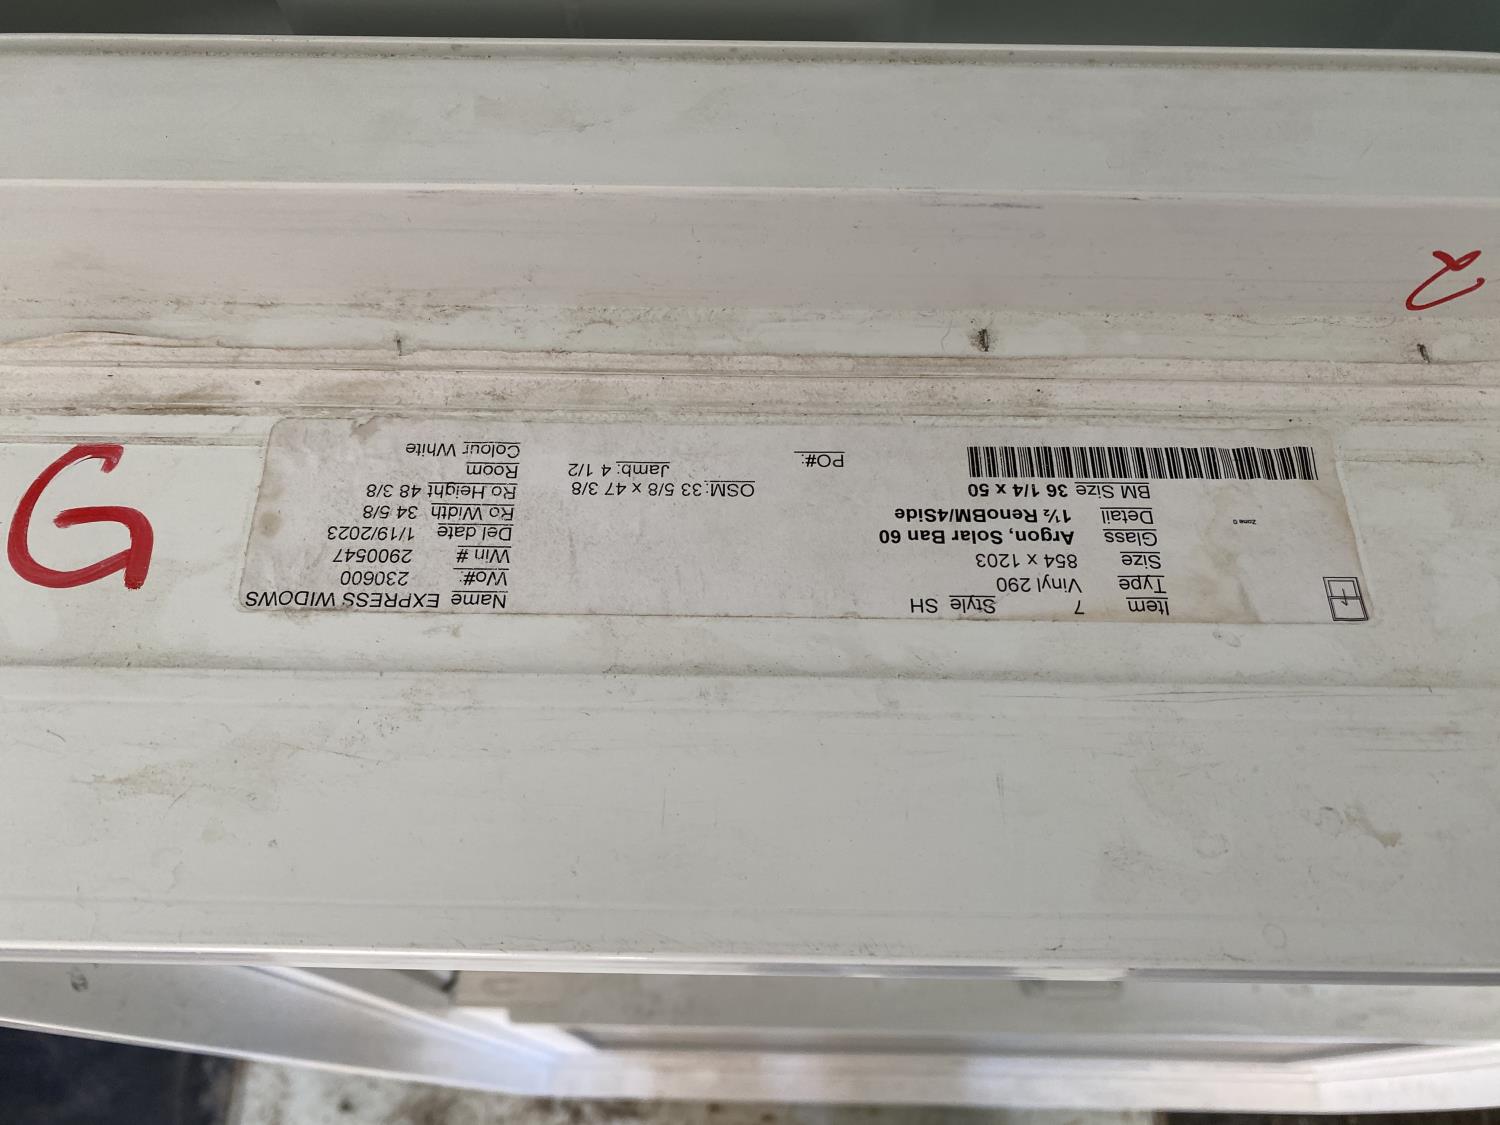 Item 7 Style SH
Type Vinyl 290
Size 854 x 1203
Glass Argon, Solar Ban 60
Detail 1½ RenoBM/4Side
BM Size 36 1/4 x 50
Zone 0
PO#:
OSM: 33 5/8 x 47 3/8
Jamb: 4 1/2
Name EXPRESS WIDOWS
Wo#: 230600
Win # 2900547
Del date 1/19/2023
Ro Width 34 5/8
Ro Height 48 3/8
Room
Colour White
G
2